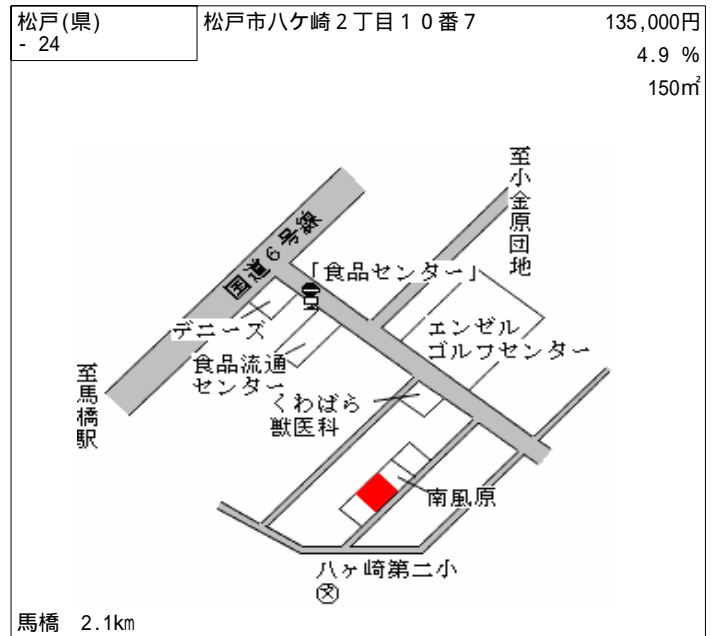 松戸(県)
- 24
松戸市八ケ崎２丁目１０番７
135,000円
4.9 %
150㎡
至小金原団地
国道６号線
「食品センター」
デニーズ
エンゼル
ゴルフセンター
食品流通
センター
至馬橋駅
くわばら
獣医科
南風原
八ヶ崎第二小
文
馬橋　2.1km